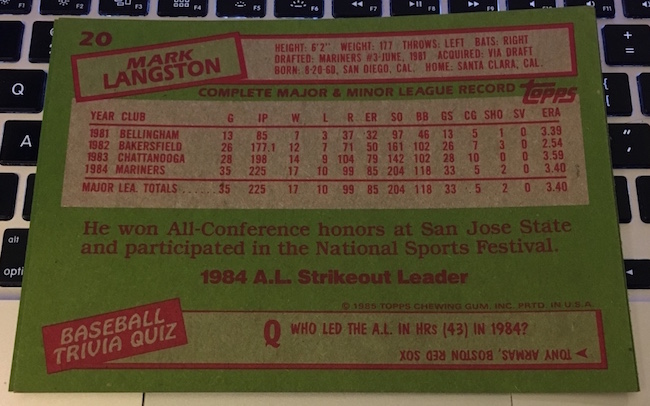 20
MARK
LANGSTON
HEIGHT: 6'2" WEIGHT: 177 THROWS: LEFT BATS: RIGHT
DRAFTED: MARINERS #3-JUNE, 1981 ACQUIRED: VIA DRAFT
BORN: 8-20-60, SAN DIEGO, CAL. HOME: SANTA CLARA, CAL.
COMPLETE MAJOR & MINOR LEAGUE RECORD TOPPS
YEAR CLUB G IP W L R ER SO BB GS CG SHO SV ERA
1981 BELLINGHAM 13 85 7 3 37 32 97 46 13 5 1 0 3.39
1982 BAKERSFIELD 26 177.1 12 7 71 50 161 102 26 7 3 0 2.54
1983 CHATTANOOGA 28 198 14 9 104 79 142 102 28 10 0 0 3.59
1984 MARINERS 35 225 17 10 99 85 204 118 33 5 2 0 3.40
MAJOR LEA. TOTALS ..... 35 225 17 10 99 85 204 118 33 5 2 0 3.40
He won All-Conference honors at San Jose State
and participated in the National Sports Festival.
1984 A.L. Strikeout Leader
© 1985 TOPPS CHEWING GUM, INC. PRTD. IN U.S.A.
BASEBALL
TRIVIA QUIZ
Q WHO LED THE A.L. IN HRs (43) IN 1984?
TONY ARMAS, BOSTON RED SOX
Q
A
alt
opti
F3
F4
F5
F6
F7
F8
F9
+
=